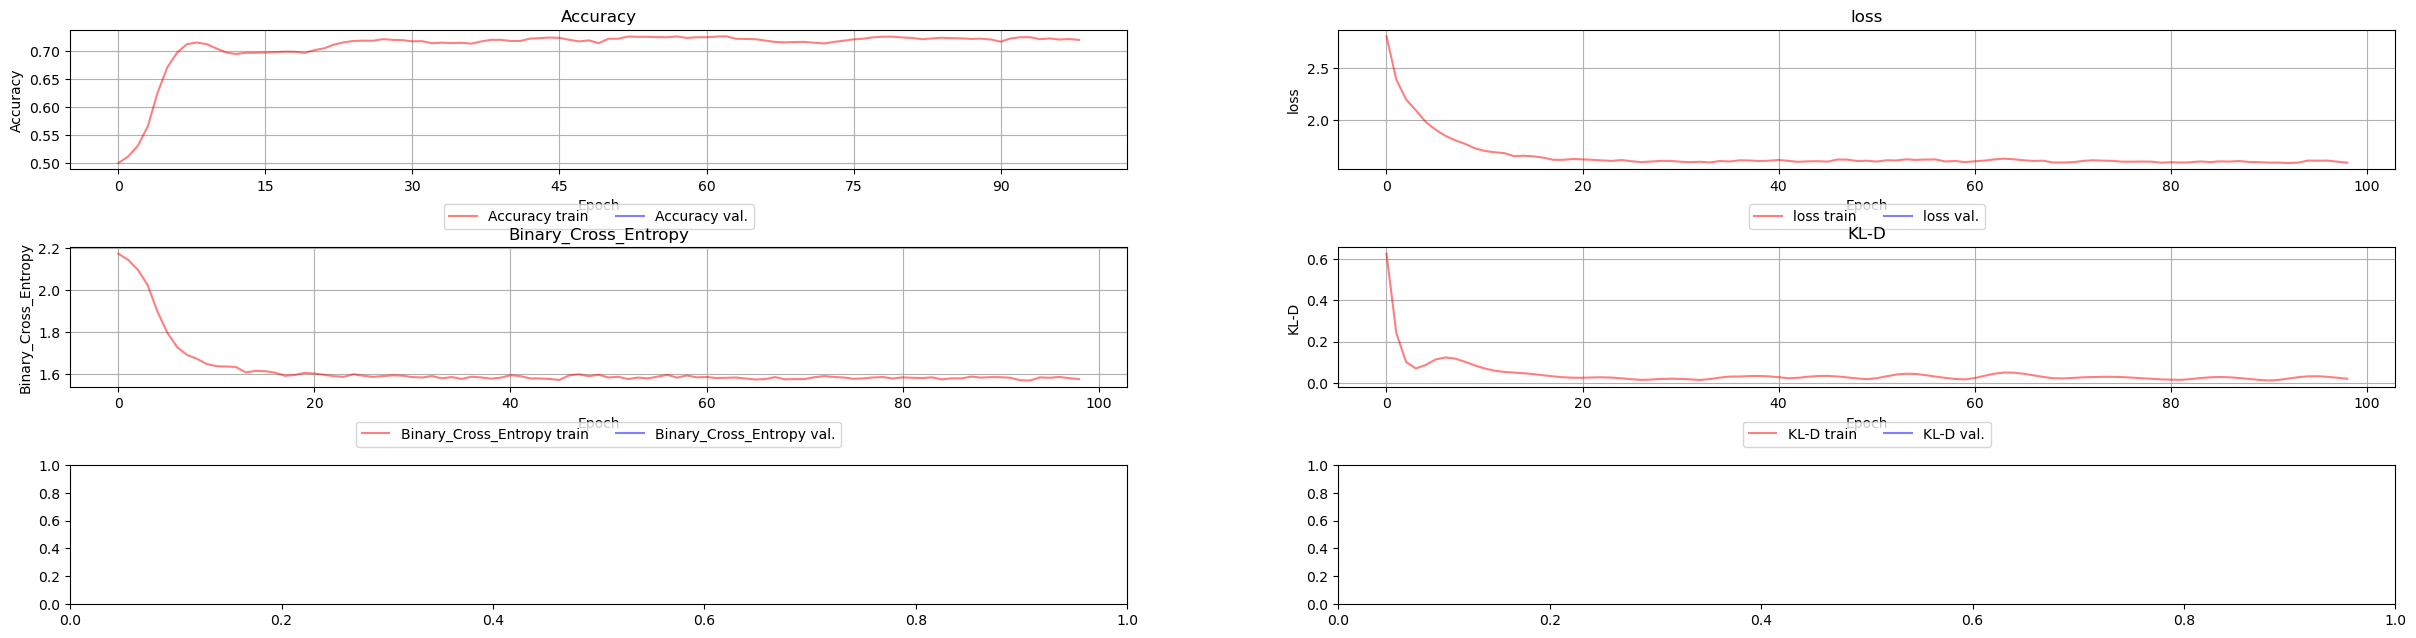 Accuracy
Accuracy
0.70
0.65
0.60
0.55
0.50
0 15 30 45 60 75 90
Epoch
Accuracy train Accuracy val.
loss
loss
2.5
2.0
0 20 40 60 80 100
Epoch
loss train loss val.
Binary_Cross_Entropy
Binary_Cross_Entropy
2.2
2.0
1.8
1.6
0 20 40 60 80 100
Epoch
Binary_Cross_Entropy train Binary_Cross_Entropy val.
KL-D
KL-D
0.6
0.4
0.2
0.0
0 20 40 60 80 100
Epoch
KL-D train KL-D val.
1.0
0.8
0.6
0.4
0.2
0.0
0.0 0.2 0.4 0.6 0.8 1.0
1.0
0.8
0.6
0.4
0.2
0.0
0.0 0.2 0.4 0.6 0.8 1.0